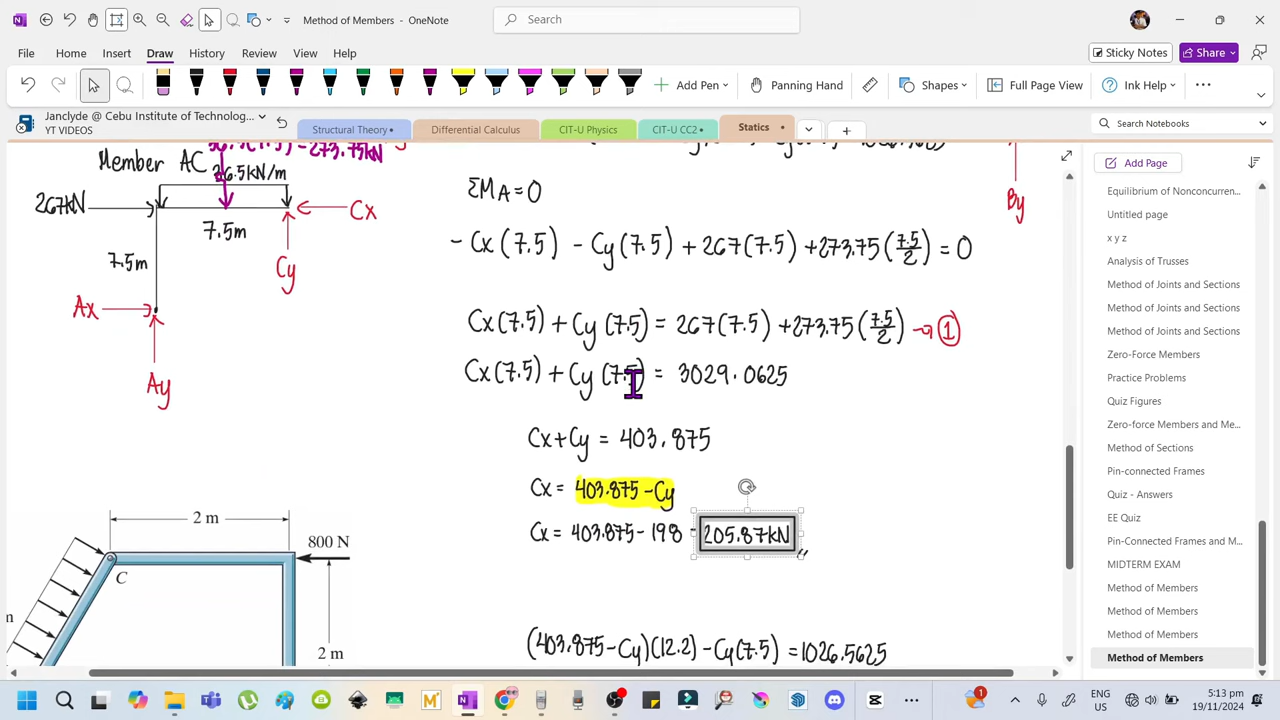 Method of Members - OneNote
Search
File
Home
Insert
Draw
History
Review
View
Help
Sticky Notes
Share
Add Pen
Panning Hand
Shapes
Full Page View
Ink Help
Janclyde @ Cebu Institute of Technolog...
YT VIDEOS
Structural Theory
Differential Calculus
CIT-U Physics
CIT-U CC2
Statics
Search Notebooks
Add Page
Equilibrium of Nonconcurren...
Untitled page
x y z
Analysis of Trusses
Method of Joints and Sections
Method of Joints and Sections
Method of Joints and Sections
Zero-Force Members
Practice Problems
Quiz Figures
Zero-force Members and Me...
Method of Sections
Pin-connected Frames
Quiz - Answers
EE Quiz
Pin-Connected Frames and M...
MIDTERM EXAM
Method of Members
Method of Members
Method of Members
Method of Members
Member AC
= 273.75kN
36.5kN/m
267kN
Cx
7.5m
7.5m
Cy
Ax
Ay
By
ΣMA=0
-Cx(7.5) - Cy(7.5) + 267(7.5) + 273.75(7.5/2) = 0
Cx(7.5) + Cy(7.5) = 267(7.5) + 273.75(7.5/2) → 1
Cx(7.5) + Cy(7.5) = 3029.0625
Cx+Cy = 403.875
Cx = 403.875 - Cy
Cx = 403.875 - 198 = 205.87kN
(403.875-Cy)(12.2) - Cy(7.5) = 1026.5625
2 m
800 N
C
2 m
ENG
US
5:13 pm
19/11/2024